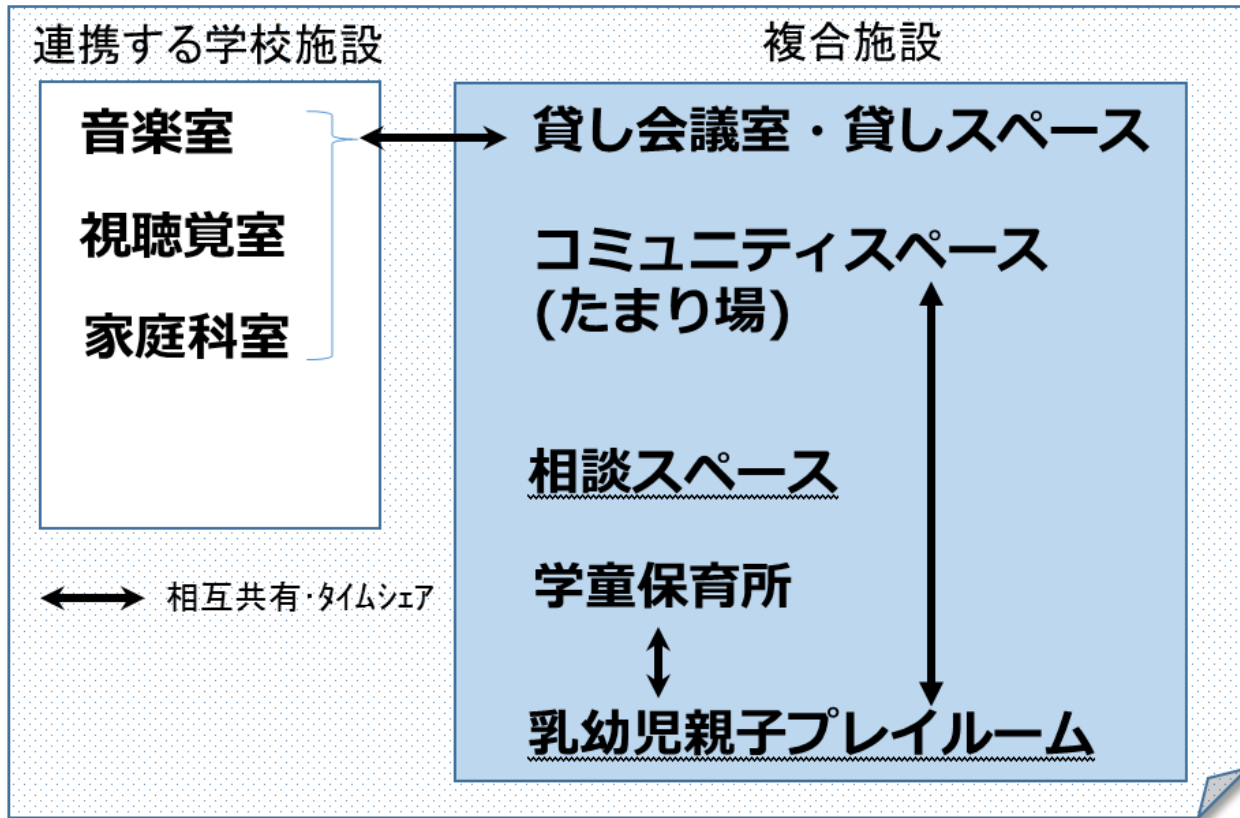 連携する学校施設
音楽室
視聴覚室
家庭科室
相互共有･ﾀｲﾑｼｪｱ
複合施設
貸し会議室・貸しスペース
コミュニティスペース
(たまり場)
相談スペース
学童保育所
乳幼児親子プレイルーム